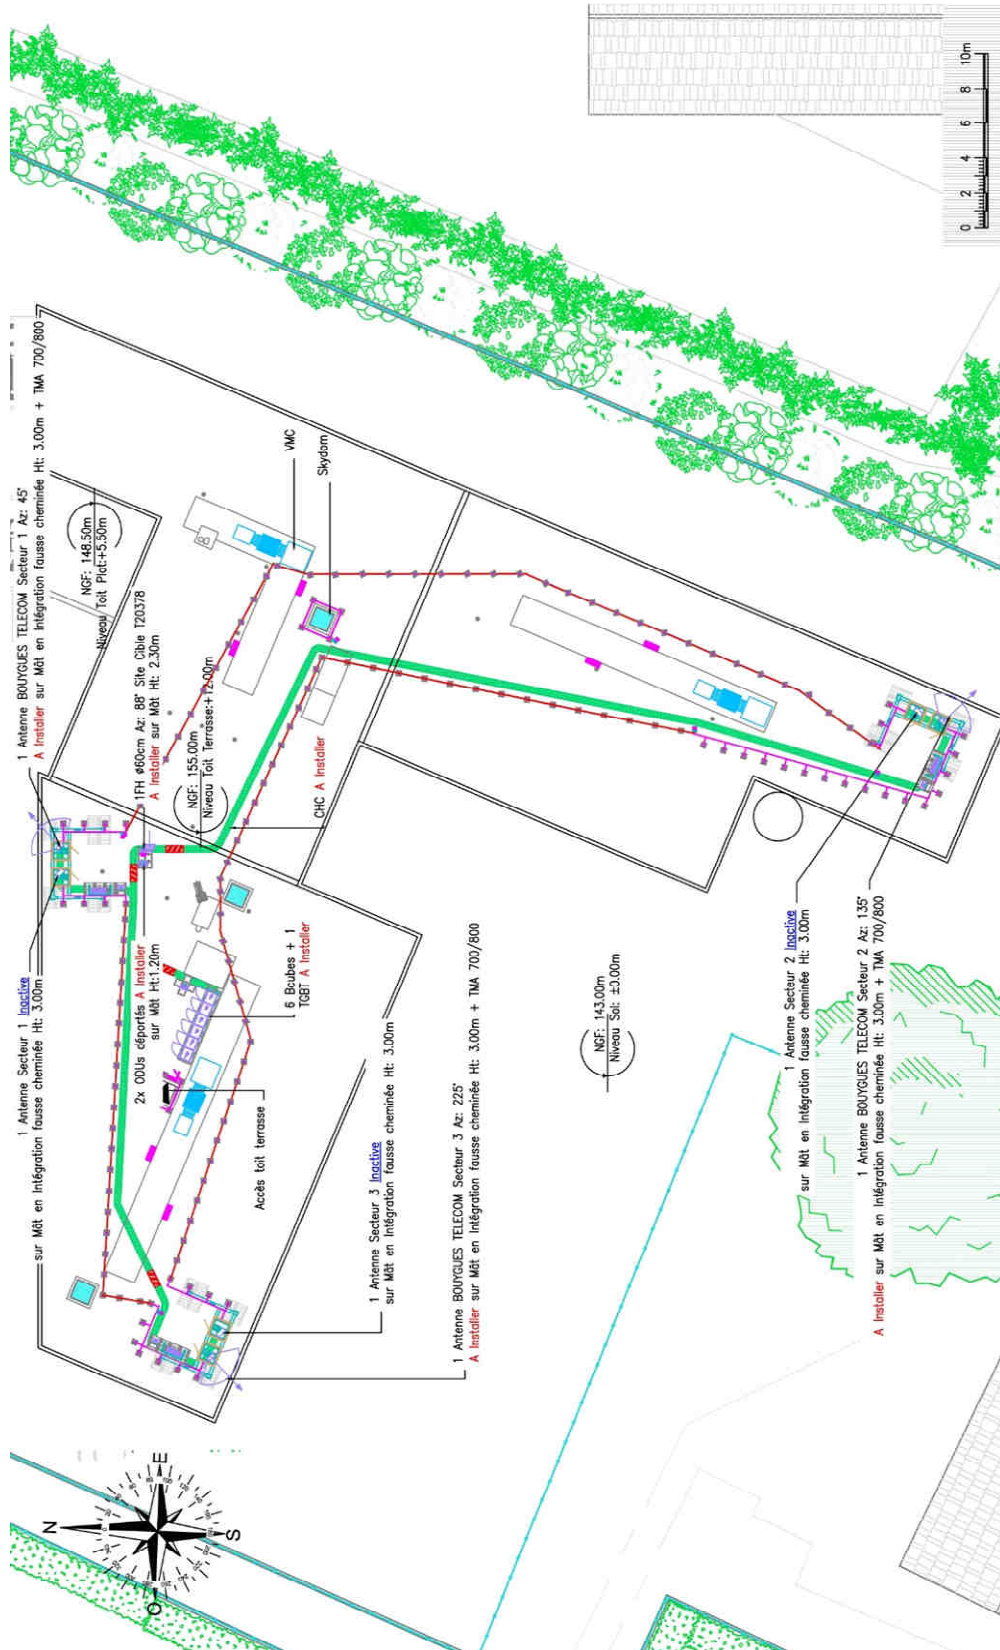 1 Antenne Secteur 1 Inactive
sur Mât en Intégration fausse cheminée Ht: 3.00m
1 Antenne BOUYGUES TELECOM Secteur 1 Az: 45°
A Installer sur Mât en Intégration fausse cheminée Ht: 3.00m + TMA 700/800
NGF: 148.50m
Niveau Toit Plot:+5.50m
1FH ø60cm Az: 88° Site Cible T20378
A Installer sur Mât Ht: 2.30m
NGF: 155.00m
Niveau Toit Terrasse:+12.00m
VMC
Skydom
CHC A Installer
2x ODUs déportés A Installer
sur Mât Ht:1.20m
6 Bcubes + 1
TGBT A Installer
Accès toit terrasse
1 Antenne Secteur 3 Inactive
sur Mât en Intégration fausse cheminée Ht: 3.00m
1 Antenne BOUYGUES TELECOM Secteur 3 Az: 225°
A Installer sur Mât en Intégration fausse cheminée Ht: 3.00m + TMA 700/800
NGF: 143.00m
Niveau Sol: ±0.00m
1 Antenne Secteur 2 Inactive
sur Mât en Intégration fausse cheminée Ht: 3.00m
1 Antenne BOUYGUES TELECOM Secteur 2 Az: 135°
A Installer sur Mât en Intégration fausse cheminée Ht: 3.00m + TMA 700/800
0 2 4 6 8 10m
N
E
S
O